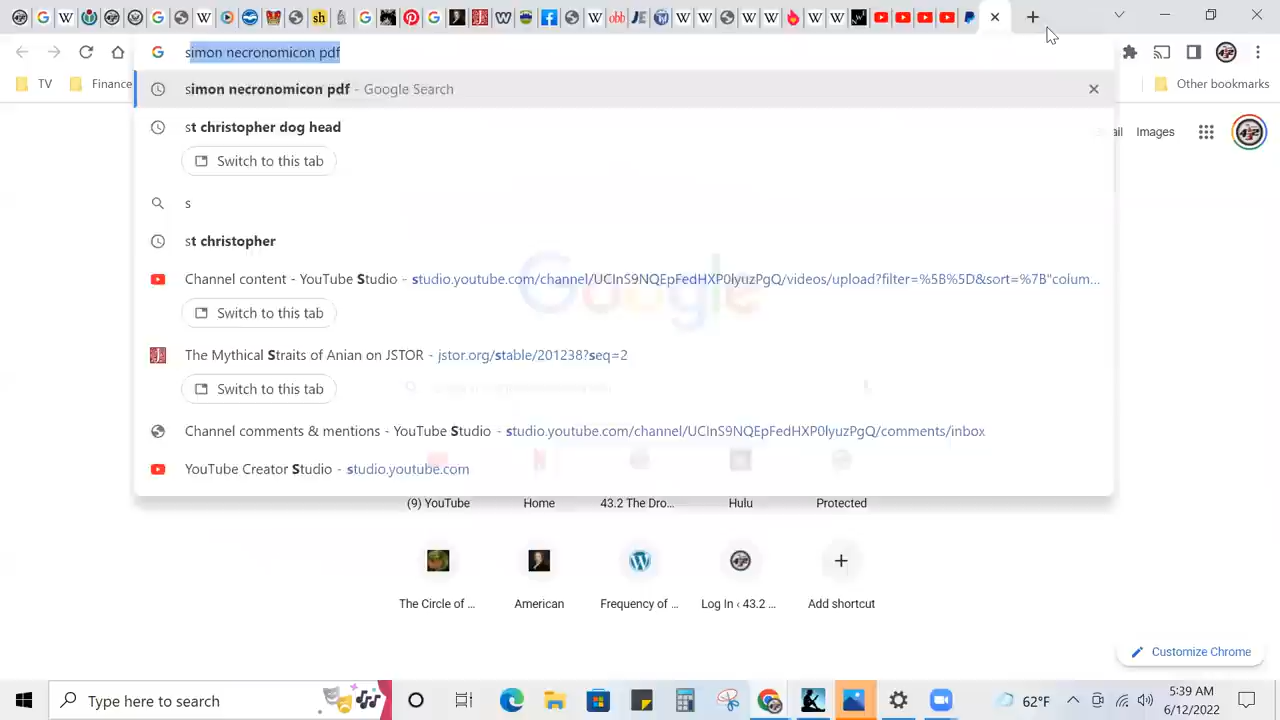 simon necronomicon pdf
TV
Finance
Other bookmarks
simon necronomicon pdf - Google Search
st christopher dog head
Images
Switch to this tab
s
st christopher
Channel content - YouTube Studio - studio.youtube.com/channel/UCInS9NQEpFedHXP0lyuzPgQ/videos/upload?filter=%5B%5D&sort=%7B"colum...
Google
Switch to this tab
The Mythical Straits of Anian on JSTOR - jstor.org/stable/201238?seq=2
Switch to this tab
Channel comments & mentions - YouTube Studio - studio.youtube.com/channel/UCInS9NQEpFedHXP0lyuzPgQ/comments/inbox
YouTube Creator Studio - studio.youtube.com
(9) YouTube
Home
43.2 The Dro...
Hulu
Protected
The Circle of ...
American
Frequency of ...
Log In ‹ 43.2 ...
Add shortcut
Customize Chrome
Type here to search
62°F
5:39 AM
6/12/2022